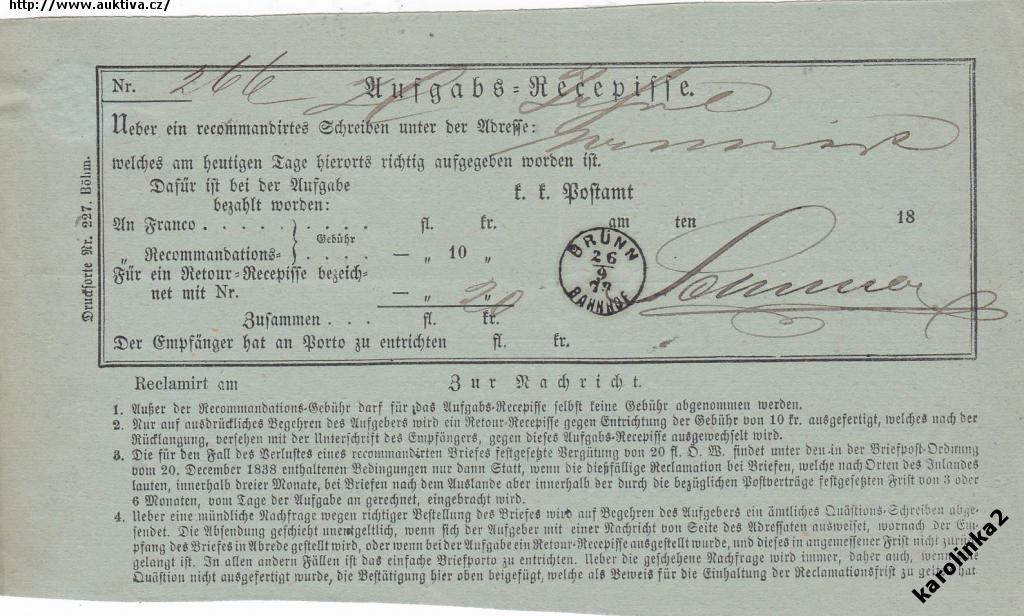 http://www.auktiva.cz/
Nr. 266 Aufgabs-Recepisse.
Ueber ein recommandirtes Schreiben unter der Adresse:
welches am heutigen Tage hierorts richtig aufgegeben worden ist.
Dafür ist bei der Aufgabe
bezahlt worden:
k. k. Postamt
An Franco . . . . . } . . . . fl. kr.
Gebühr
am ten 18
„ Recommandations- } . . . . — „ 10 „
Für ein Retour-Recepisse bezeich-
net mit Nr. — „ 20 „
BRÜNN
26
9
79
BAHNHOF
Zusammen . . . fl. kr.
Der Empfänger hat an Porto zu entrichten fl. kr.
Drucksorte Nr. 227. Böhm.
Reclamirt am Zur Nachricht.
1. Außer der Recommandations-Gebühr darf für das Aufgabs-Recepisse selbst keine Gebühr abgenommen werden.
2. Nur auf ausdrückliches Begehren des Aufgebers wird ein Retour-Recepisse gegen Entrichtung der Gebühr von 10 kr. ausgefertigt, welches nach der
Rücklangung, versehen mit der Unterschrift des Empfängers, gegen dieses Aufgabs-Recepisse ausgewechselt wird.
3. Die für den Fall des Verlustes eines recommandirten Briefes festgesetzte Vergütung von 20 fl. Ö. W. findet unter den in der Briefpost-Ordnung
vom 20. December 1838 enthaltenen Bedingungen nur dann Statt, wenn die dießfällige Reclamation bei Briefen, welche nach Orten des Inlandes
lauten, innerhalb dreier Monate, bei Briefen nach dem Auslande aber innerhalb der durch die bezüglichen Postverträge festgesetzten Frist von 3 oder
6 Monaten, vom Tage der Aufgabe an gerechnet, eingebracht wird.
4. Ueber eine mündliche Nachfrage wegen richtiger Bestellung des Briefes wird auf Begehren des Aufgebers ein ämtliches Quästions-Schreiben abge-
sendet. Die Absendung geschieht unentgeltlich, wenn sich der Aufgeber mit einer Nachricht von Seite des Adressaten ausweiset, wornach der Em-
pfang des Briefes in Abrede gestellt wird, oder wenn bei der Aufgabe ein Retour-Recepisse ausgestellt wurde, und dieses in angemessener Frist nicht zurück
gelangt ist. In allen andern Fällen ist das einfache Briefporto zu entrichten. Ueber die geschehene Nachfrage wird immer, daher auch, wenn
Quästion nicht ausgefertigt wurde, die Bestätigung hier oben beigefügt, welche als Beweis für die Einhaltung der Reclamationsfrist zu gelten hat
karolinka2